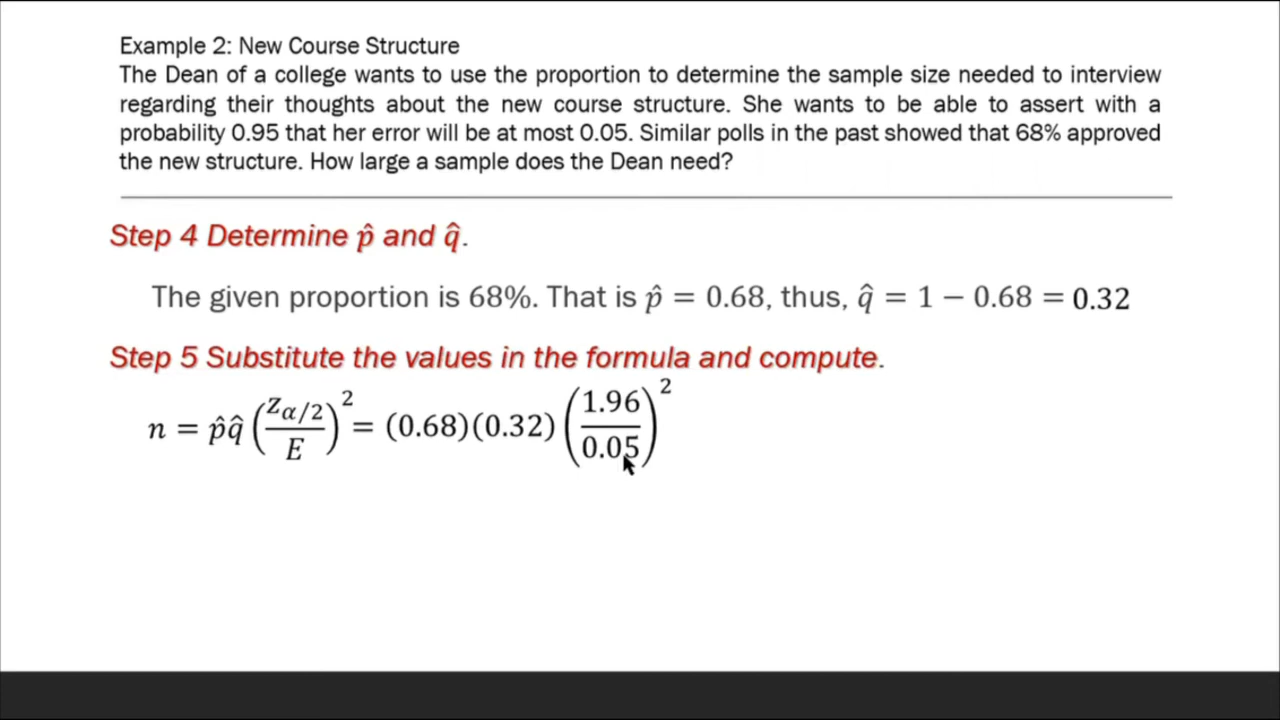 Example 2: New Course Structure
The Dean of a college wants to use the proportion to determine the sample size needed to interview
regarding their thoughts about the new course structure. She wants to be able to assert with a
probability 0.95 that her error will be at most 0.05. Similar polls in the past showed that 68% approved
the new structure. How large a sample does the Dean need?
Step 4 Determine p̂ and q̂.
The given proportion is 68%. That is p̂ = 0.68, thus, q̂ = 1 − 0.68 = 0.32
Step 5 Substitute the values in the formula and compute.
n = p̂q̂ (z_{α/2}/E)² = (0.68)(0.32) (1.96/0.05)²